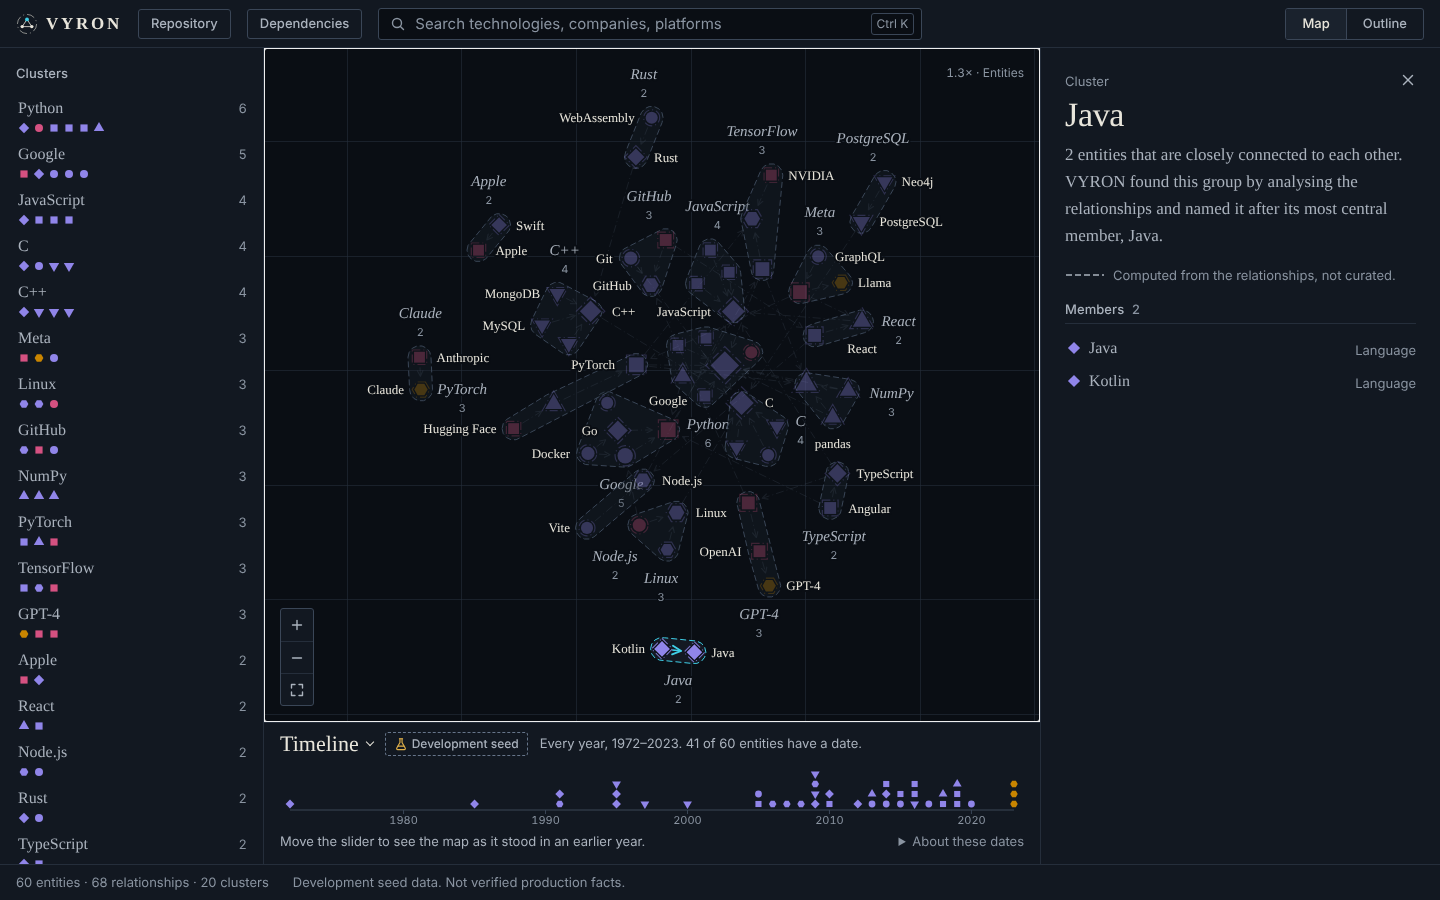 VYRON
Repository
Dependencies
Search technologies, companies, platforms
Ctrl K
Map
Outline
Clusters
Python 6
Google 5
JavaScript 4
C 4
C++ 4
Meta 3
Linux 3
GitHub 3
NumPy 3
PyTorch 3
TensorFlow 3
GPT-4 3
Apple 2
React 2
Node.js 2
Rust 2
TypeScript 2
1.3× · Entities
Rust
2
WebAssembly
Rust
TensorFlow
3
PostgreSQL
2
NVIDIA
Neo4j
Apple
2
GitHub
3
JavaScript
4
Meta
3
PostgreSQL
Swift
Apple
C++
4
Git
GraphQL
GitHub
Llama
MongoDB
C++
JavaScript
Claude
2
MySQL
React
2
React
Anthropic
PyTorch
Claude
PyTorch
3
NumPy
3
Google
C
Hugging Face
Go
Python
6
C
4
pandas
Docker
Node.js
TypeScript
Google
5
Linux
Angular
Vite
OpenAI
TypeScript
2
Node.js
2
Linux
3
GPT-4
GPT-4
3
Kotlin
Java
Java
2
Cluster
Java
2 entities that are closely connected to each other.
VYRON found this group by analysing the
relationships and named it after its most central
member, Java.
Computed from the relationships, not curated.
Members 2
Java Language
Kotlin Language
Timeline
Development seed
Every year, 1972–2023. 41 of 60 entities have a date.
1980 1990 2000 2010 2020
Move the slider to see the map as it stood in an earlier year.
About these dates
60 entities · 68 relationships · 20 clusters
Development seed data. Not verified production facts.